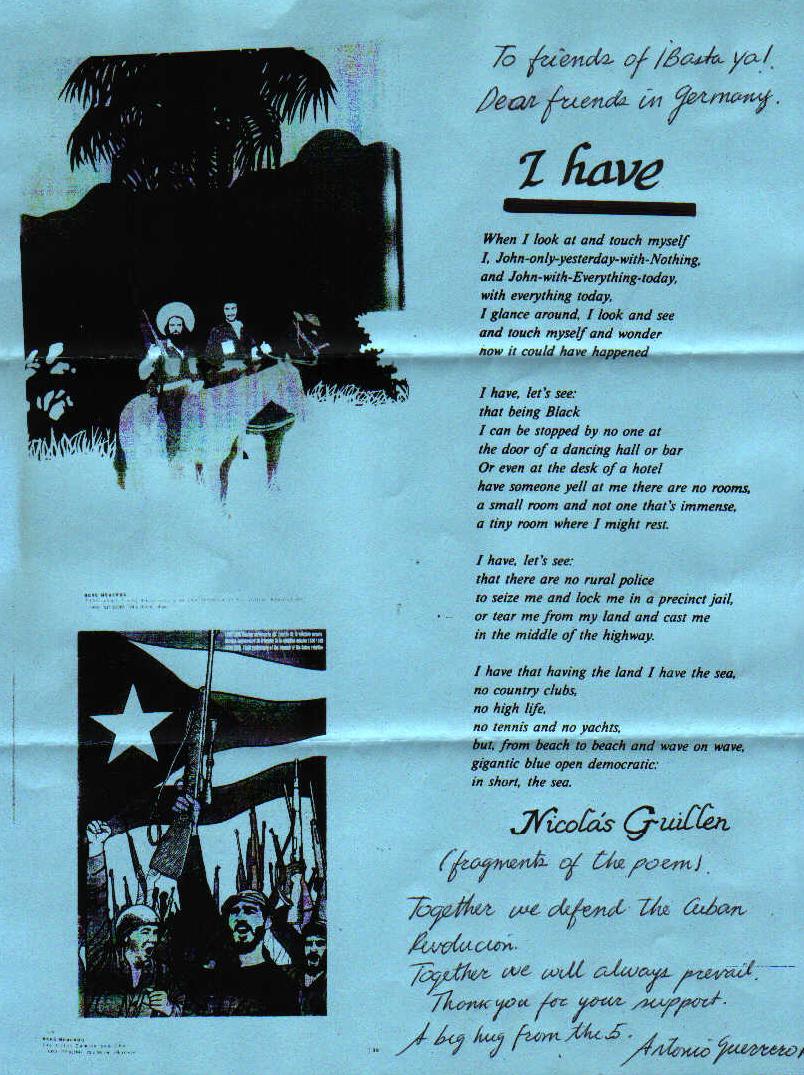 To friends of ¡Basta ya!.
Dear friends in Germany.
I have
When I look at and touch myself
I, John-only-yesterday-with-Nothing,
and John-with-Everything-today,
with everything today,
I glance around, I look and see
and touch myself and wonder
now it could have happened
I have, let's see:
that being Black
I can be stopped by no one at
the door of a dancing hall or bar
Or even at the desk of a hotel
have someone yell at me there are no rooms,
a small room and not one that's immense,
a tiny room where I might rest.
I have, let's see:
that there are no rural police
to seize me and lock me in a precinct jail,
or tear me from my land and cast me
in the middle of the highway.
I have that having the land I have the sea,
no country clubs,
no high life,
no tennis and no yachts,
but, from beach to beach and wave on wave,
gigantic blue open democratic:
in short, the sea.
Nicolás Guillen
(fragments of the poem).
Together we defend the Cuban
Revolución.
Together we will always prevail.
Thank you for your support.
A big hug from the 5.
Antonio Guerrero
RENE MEDEROS
RENE MEDEROS